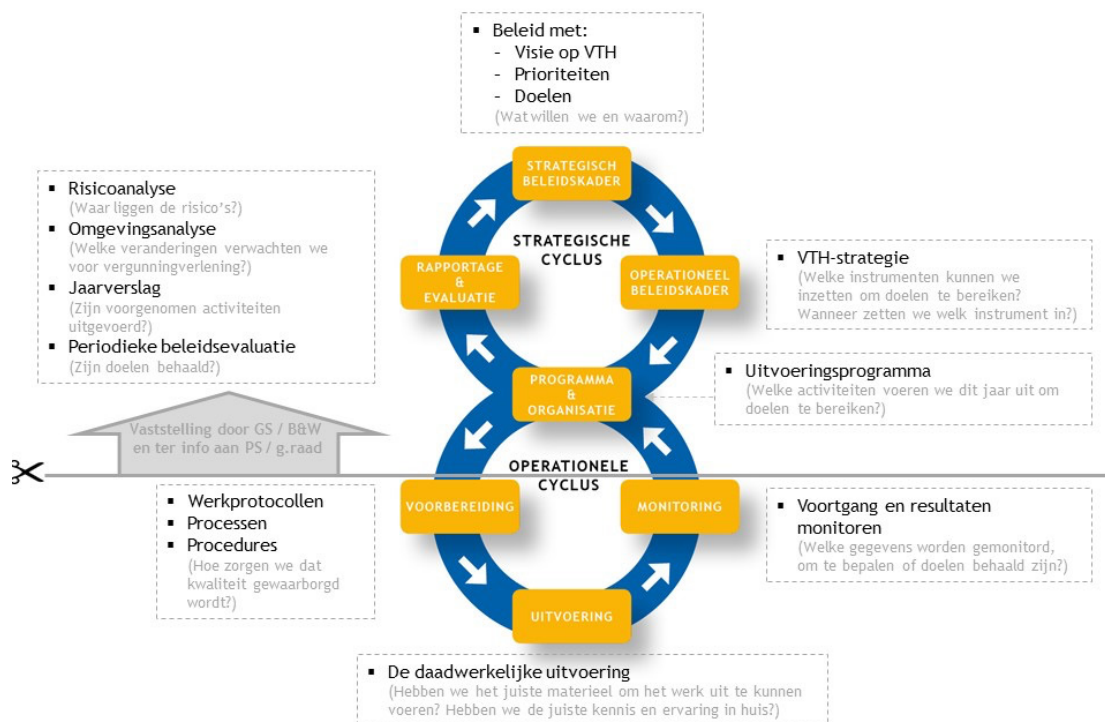 ▪ Beleid met:
- Visie op VTH
- Prioriteiten
- Doelen
(Wat willen we en waarom?)
STRATEGISCH
BELEIDSKADER
▪ Risicoanalyse
(Waar liggen de risico's?)
▪ Omgevingsanalyse
(Welke veranderingen verwachten we
voor vergunningverlening?)
▪ Jaarverslag
(Zijn voorgenomen activiteiten
uitgevoerd?)
▪ Periodieke beleidsevaluatie
(Zijn doelen behaald?)
RAPPORTAGE
&
EVALUATIE
STRATEGISCHE
CYCLUS
OPERATIONEEL
BELEIDSKADER
▪ VTH-strategie
(Welke instrumenten kunnen we
inzetten om doelen te bereiken?
Wanneer zetten we welk instrument in?)
PROGRAMMA
&
ORGANISATIE
▪ Uitvoeringsprogramma
(Welke activiteiten voeren we dit jaar uit om
doelen te bereiken?)
Vaststelling door GS / B&W
en ter info aan PS / g.raad
OPERATIONELE
CYCLUS
▪ Werkprotocollen
▪ Processen
▪ Procedures
(Hoe zorgen we dat
kwaliteit gewaarborgd
wordt?)
VOORBEREIDING
MONITORING
▪ Voortgang en resultaten
monitoren
(Welke gegevens worden gemonitord,
om te bepalen of doelen behaald zijn?)
UITVOERING
▪ De daadwerkelijke uitvoering
(Hebben we het juiste materieel om het werk uit te kunnen
voeren? Hebben we de juiste kennis en ervaring in huis?)